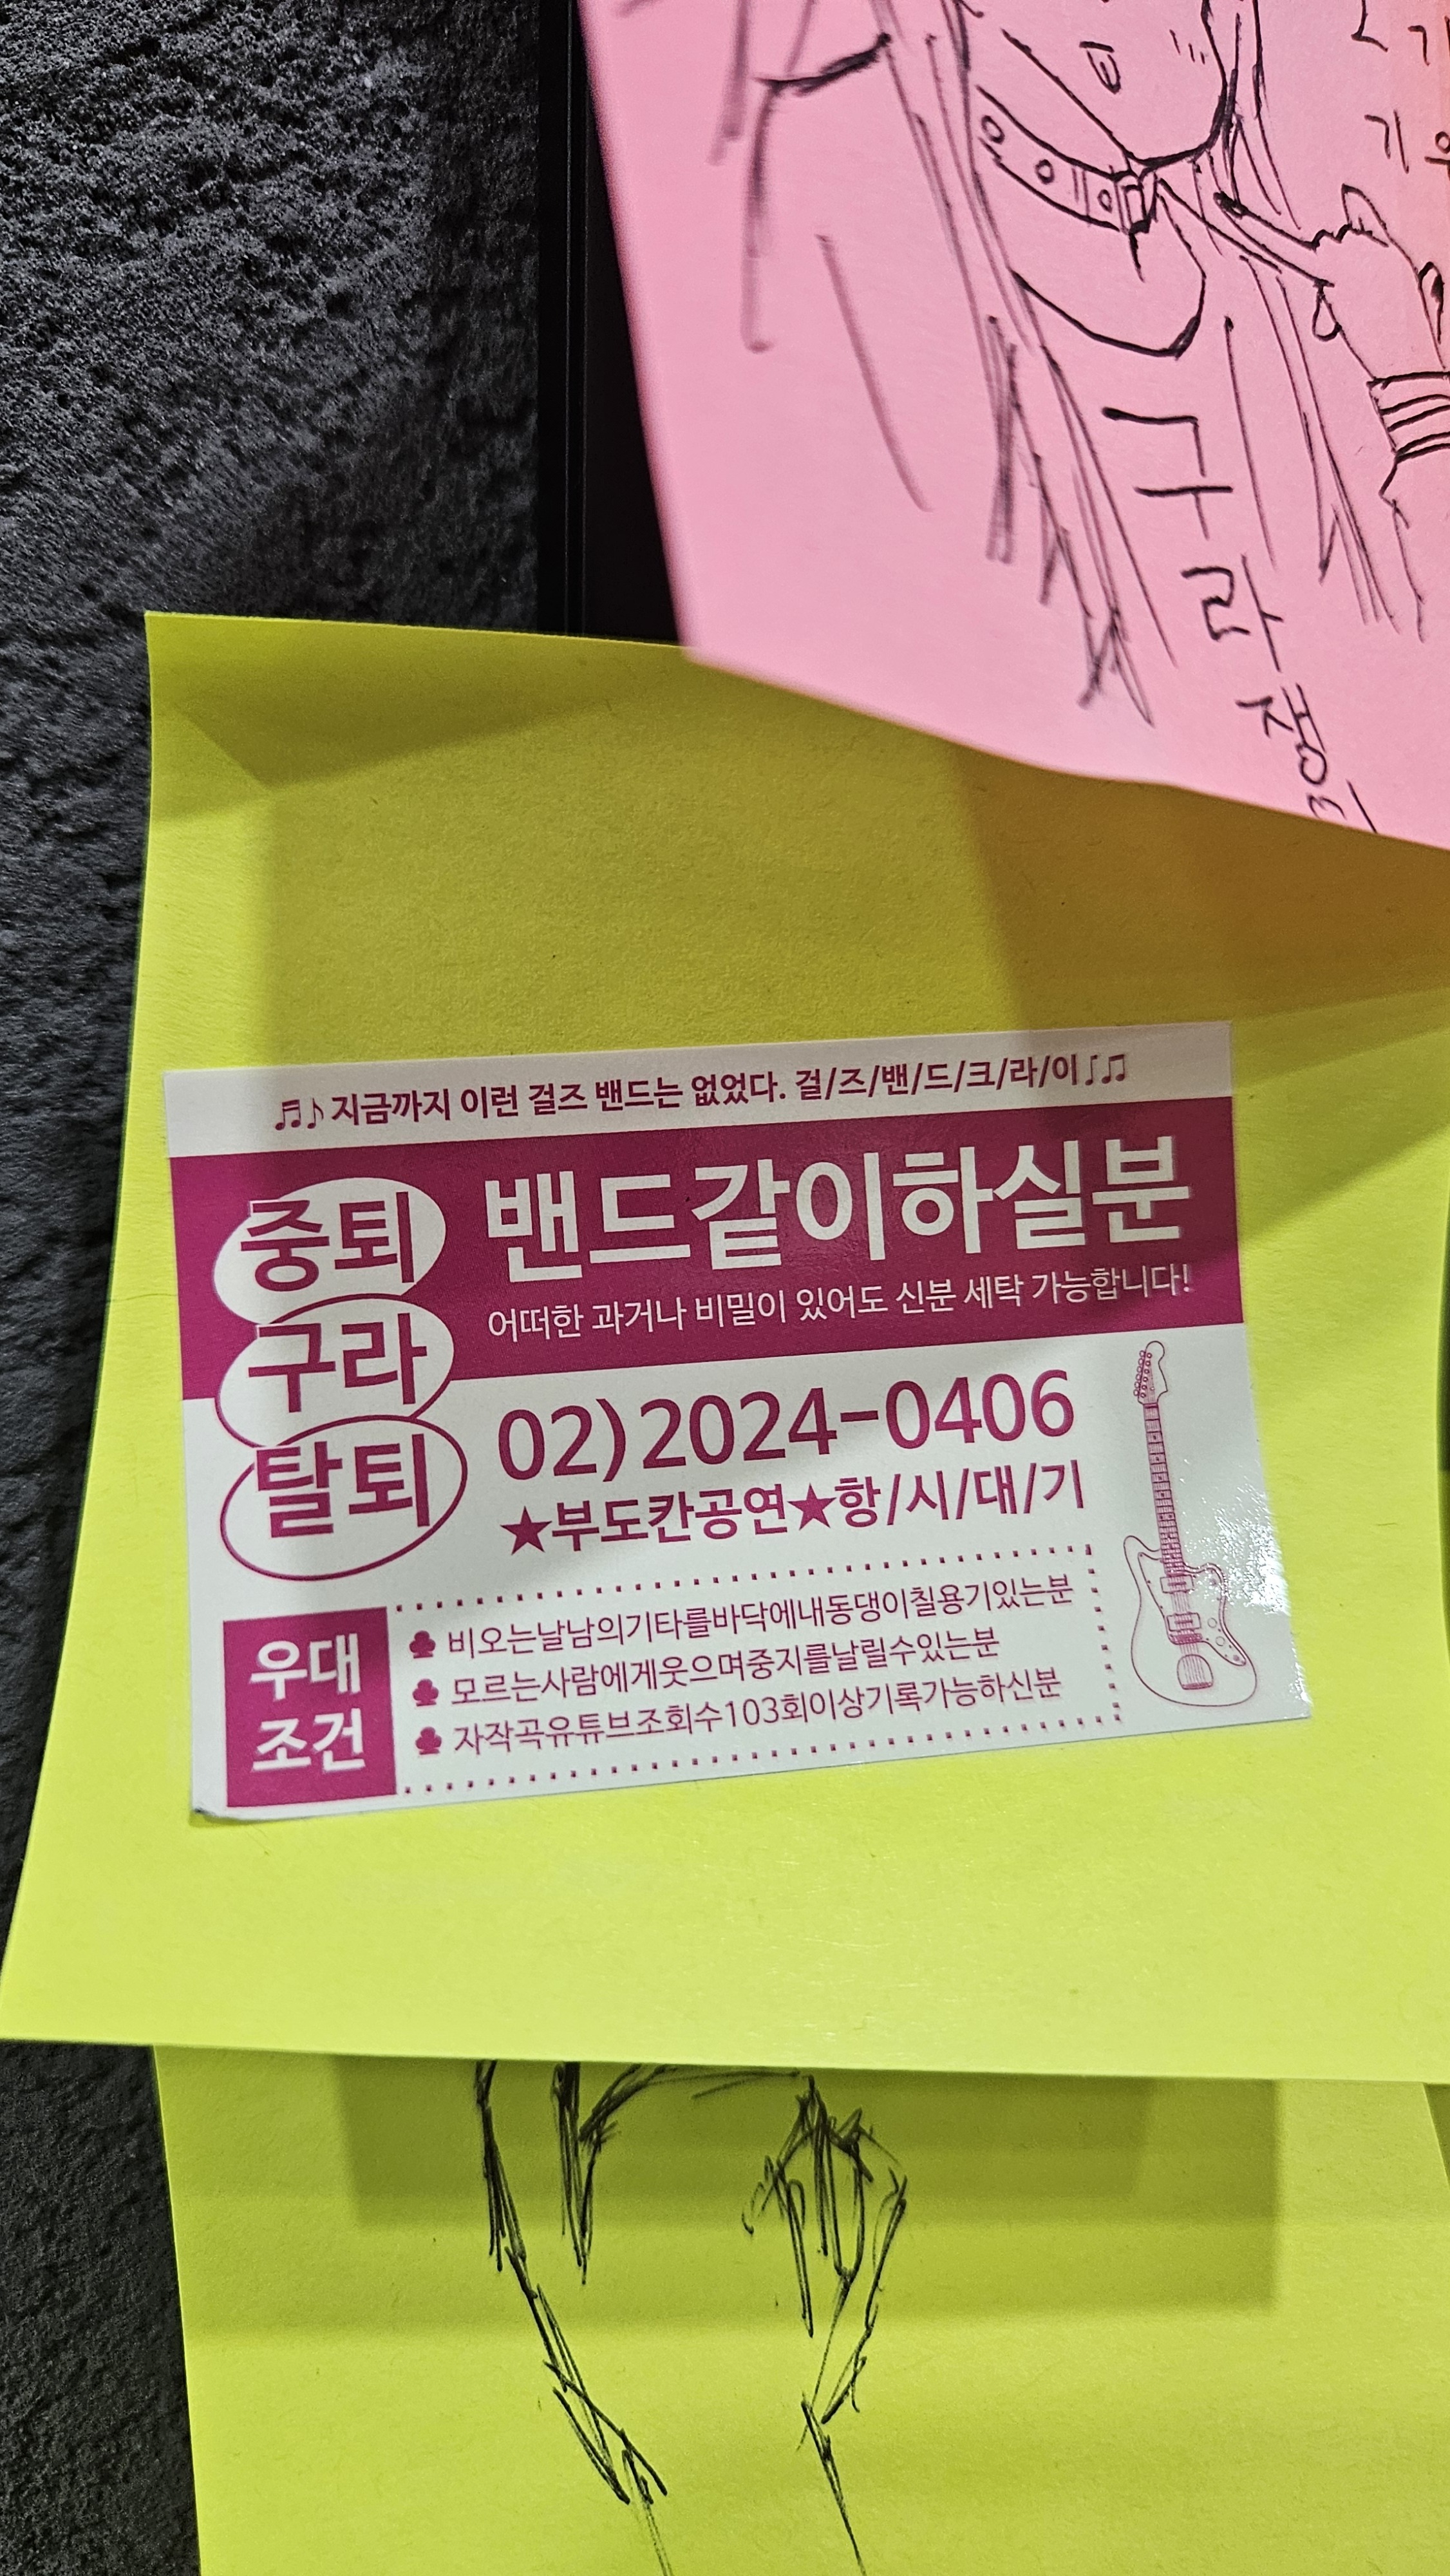 구
라
쟁
이
♬♪지금까지 이런 걸즈 밴드는 없었다. 걸/즈/밴/드/크/라/이♪♫
중퇴
구라
탈퇴
밴드같이하실분
어떠한 과거나 비밀이 있어도 신분 세탁 가능합니다!
02)2024-0406
★부도칸공연★항/시/대/기
우대
조건
♣ 비오는날남의기타를바닥에내동댕이칠용기있는분
♣ 모르는사람에게웃으며중지를날릴수있는분
♣ 자작곡유튜브조회수103회이상기록가능하신분